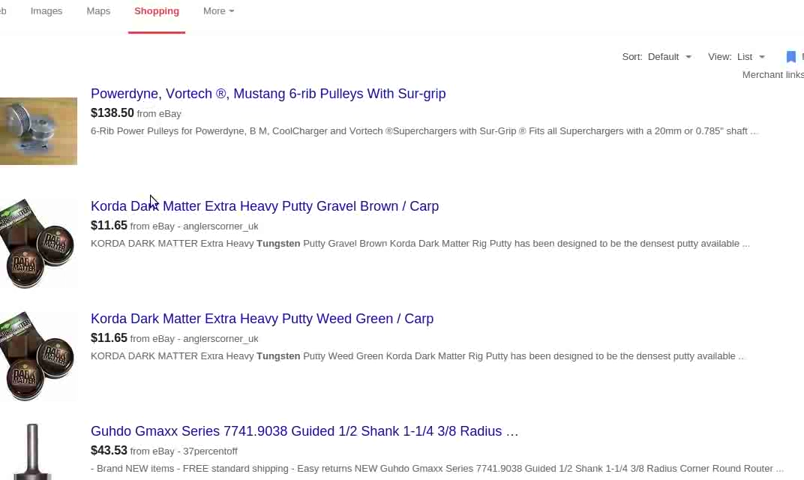 Images Maps Shopping More
Sort: Default View: List
Merchant links
Powerdyne, Vortech ®, Mustang 6-rib Pulleys With Sur-grip
$138.50 from eBay
6-Rib Power Pulleys for Powerdyne, B M, CoolCharger and Vortech ®Superchargers with Sur-Grip ® Fits all Superchargers with a 20mm or 0.785" shaft ...
Korda Dark Matter Extra Heavy Putty Gravel Brown / Carp
$11.65 from eBay - anglerscorner_uk
KORDA DARK MATTER Extra Heavy Tungsten Putty Gravel Brown Korda Dark Matter Rig Putty has been designed to be the densest putty available ...
Korda Dark Matter Extra Heavy Putty Weed Green / Carp
$11.65 from eBay - anglerscorner_uk
KORDA DARK MATTER Extra Heavy Tungsten Putty Weed Green Korda Dark Matter Rig Putty has been designed to be the densest putty available ...
Guhdo Gmaxx Series 7741.9038 Guided 1/2 Shank 1-1/4 3/8 Radius …
$43.53 from eBay - 37percentoff
- Brand NEW items - FREE standard shipping - Easy returns NEW Guhdo Gmaxx Series 7741.9038 Guided 1/2 Shank 1-1/4 3/8 Radius Corner Round Router ...